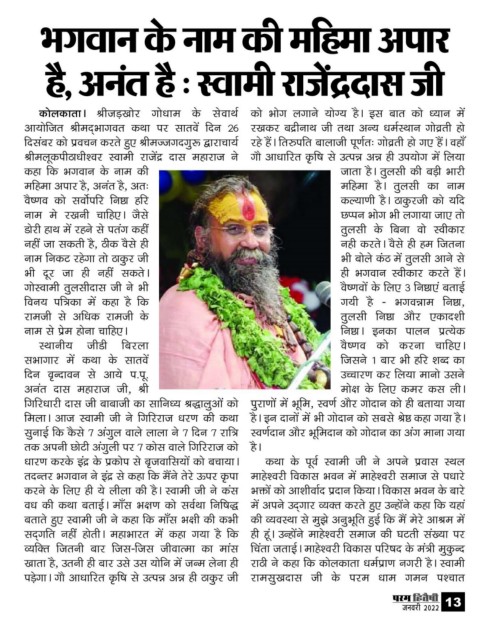 भगवान के नाम की महिमा अपार
है, अनंत है : स्वामी राजेंद्रदास जी
कोलकाता। श्रीजड़खोर गोधाम के सेवार्थ
आयोजित श्रीमद्भागवत कथा पर सातवें दिन 26
दिसंबर को प्रवचन करते हुए श्रीमज्जगदगुरू द्वाराचार्य
श्रीमलूकपीठाधीश्वर स्वामी राजेंद्र दास महाराज ने
कहा कि भगवान के नाम की
महिमा अपार है, अनंत है, अतः
वैष्णव को सर्वोपरि निष्ठ हरि
नाम मे रखनी चाहिए। जैसे
डोरी हाथ में रहने से पतंग कहीं
नहीं जा सकती है, ठीक वैसे ही
नाम निकट रहेगा तो ठाकुर जी
भी दूर जा ही नहीं सकते।
गोस्वामी तुलसीदास जी ने भी
विनय पत्रिका में कहा है कि
रामजी से अधिक रामजी के
नाम से प्रेम होना चाहिए।
स्थानीय जीडी बिरला
सभागार में कथा के सातवें
दिन वृन्दावन से आये प.पू.
अनंत दास महाराज जी, श्री
गिरिधारी दास जी बाबाजी का सानिध्य श्रद्धालुओं को
मिला। आज स्वामी ने गिरिराज धरण की कथा
सुनाई कि कैसे 7 अंगुल वाले लाला ने 7 दिन 7 रात्रि
तक अपनी छोटी अंगुली पर 7 कोस वाले गिरिराज को
धारण करके इंद्र के प्रकोप से बृजवासियों को बचाया।
तदन्तर भगवान ने इंद्र से कहा कि मैंने तेरे ऊपर कृपा
करने के लिए ही ये लीला की है। स्वामी जी ने कंस
वध की कथा बताई। माँस भक्षण को सर्वथा निषिद्ध
बताते हुए स्वामी जी ने कहा कि माँस भक्षी की कभी
सदगति नहीं होती। महाभारत में कहा गया है कि
व्यक्ति जितनी बार जिस-जिस जीवात्मा का मांस
खाता है, उतनी ही बार उसे उस योनि में जन्म लेना ही
पड़ेगा। गौ आधारित कृषि से उत्पन्न अन्न ही ठाकुर जी
को भोग लगाने योग्य है। इस बात को ध्यान में
रखकर बद्रीनाथ जी तथा अन्य धर्मस्थान गोव्रती हो
रहे हैं। तिरुपति बालाजी पूर्णतः गोव्रती हो गए हैं। वहाँ
गौ आधारित कृषि से उत्पन्न अन्न ही उपयोग में लिया
जाता है। तुलसी की बड़ी भारी
महिमा है। तुलसी का नाम
कल्याणी है। ठाकुरजी को यदि
छप्पन भोग भी लगाया जाए तो
तुलसी के बिना वो स्वीकार
नही करते। वैसे ही हम जितना
भी बोले कंठ में तुलसी आने से
ही भगवान स्वीकार करते हैं।
वैष्णवों के लिए 3 निष्ठाएं बताई
गयी है - भगवन्नाम निष्ठ,
तुलसी निष्ठा और एकादशी
निष्ठ। इनका पालन प्रत्येक
वैष्णव को करना चाहिए।
जिसने 1 बार भी हरि शब्द का
उच्चारण कर लिया मानो उसने
मोक्ष के लिए कमर कस ली।
पुराणों में भूमि, स्वर्ण और गोदान को ही बताया गया
है। इन दानों में भी गोदान को सबसे श्रेष्ठ कहा गया है।
स्वर्णदान और भूमिदान को गोदान का अंग माना गया
है।
कथा के पूर्व स्वामी जी ने अपने प्रवास स्थल
माहेश्वरी विकास भवन में माहेश्वरी समाज से पधारे
भक्तों को आशीर्वाद प्रदान किया। विकास भवन के बारे
में अपने उद्गार व्यक्त करते हुए उन्होंने कहा कि यहां
की व्यवस्था से मुझे अनुभूति हुई कि मैं मेरे आश्रम में
ही हूं। उन्होंने माहेश्वरी समाज की घटती संख्या पर
चिंता जताई। माहेश्वरी विकास परिषद के मंत्री मुकुन्द
राठी ने कहा कि कोलकाता धर्मप्राण नगरी है। स्वामी
रामसुखदास जी के परम धाम गमन पश्चात
परम हितैषी
जनवरी 2022 13